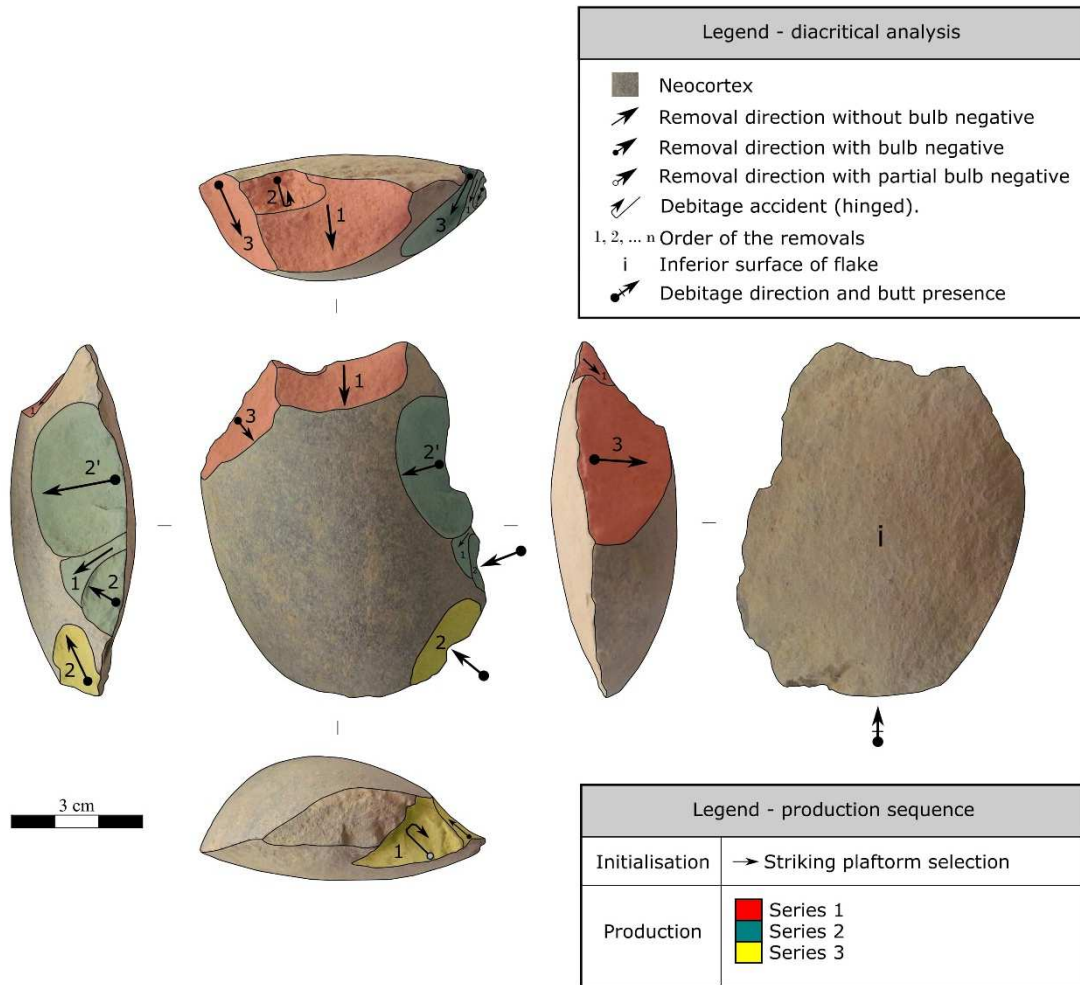 Legend - diacritical analysis
Neocortex
Removal direction without bulb negative
Removal direction with bulb negative
Removal direction with partial bulb negative
Debitage accident (hinged).
1, 2, ... n Order of the removals
i Inferior surface of flake
Debitage direction and butt presence
2
1
3
3
1
1
3
2'
1
2
2
2'
1
2
2
1
3
i
3 cm
1
Legend - production sequence
Initialisation
Striking plaftorm selection
Production
Series 1
Series 2
Series 3